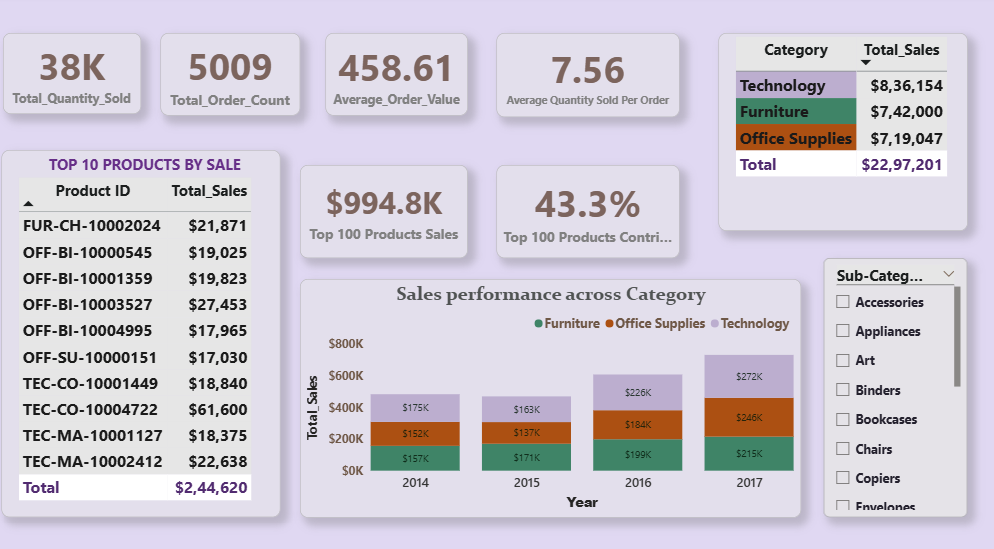 38K
Total_Quantity_Sold
5009
Total_Order_Count
458.61
Average_Order_Value
7.56
Average Quantity Sold Per Order
Category Total_Sales
Technology $8,36,154
Furniture $7,42,000
Office Supplies $7,19,047
Total $22,97,201
TOP 10 PRODUCTS BY SALE
Product ID Total_Sales
FUR-CH-10002024 $21,871
OFF-BI-10000545 $19,025
OFF-BI-10001359 $19,823
OFF-BI-10003527 $27,453
OFF-BI-10004995 $17,965
OFF-SU-10000151 $17,030
TEC-CO-10001449 $18,840
TEC-CO-10004722 $61,600
TEC-MA-10001127 $18,375
TEC-MA-10002412 $22,638
Total $2,44,620
$994.8K
Top 100 Products Sales
43.3%
Top 100 Products Contri...
Sales performance across Category
Furniture Office Supplies Technology
Total_Sales
$800K
$600K
$400K
$200K
$0K
$175K
$152K
$157K
$163K
$137K
$171K
$226K
$184K
$199K
$272K
$246K
$215K
2014 2015 2016 2017
Year
Sub-Categ...
Accessories
Appliances
Art
Binders
Bookcases
Chairs
Copiers
Envelopes